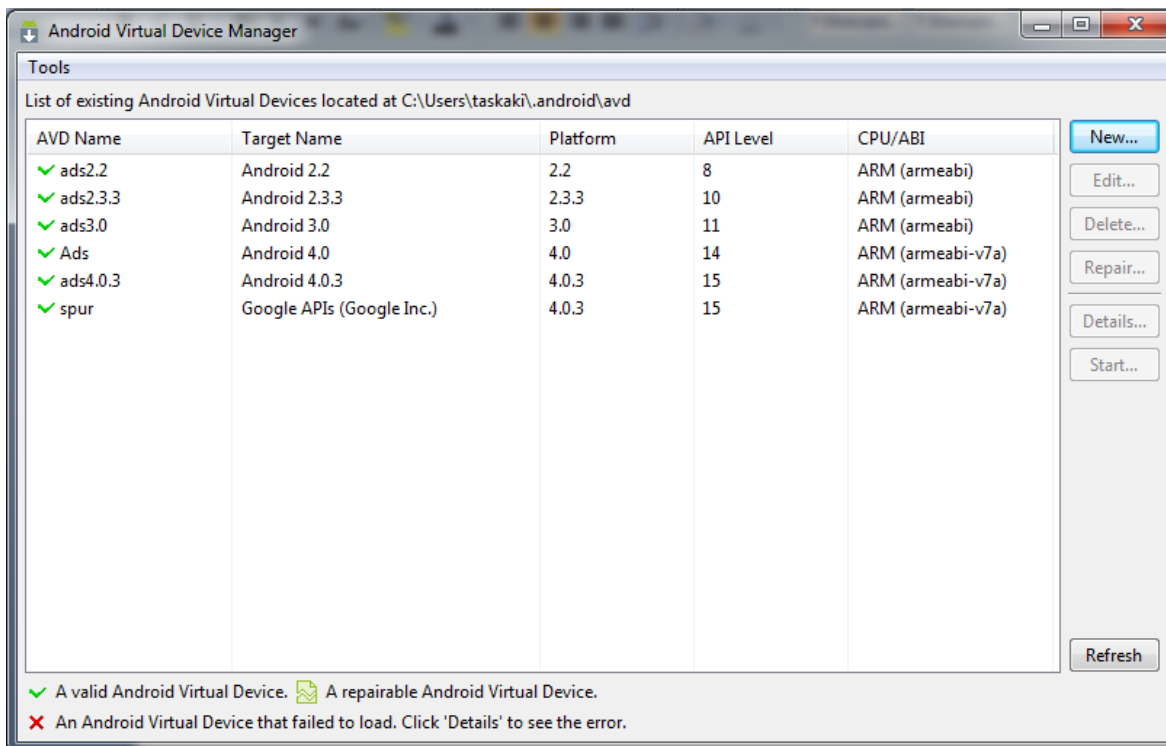 Android Virtual Device Manager
Tools
List of existing Android Virtual Devices located at C:\Users\taskaki\.android\avd
AVD Name Target Name Platform API Level CPU/ABI
ads2.2 Android 2.2 2.2 8 ARM (armeabi)
ads2.3.3 Android 2.3.3 2.3.3 10 ARM (armeabi)
ads3.0 Android 3.0 3.0 11 ARM (armeabi)
Ads Android 4.0 4.0 14 ARM (armeabi-v7a)
ads4.0.3 Android 4.0.3 4.0.3 15 ARM (armeabi-v7a)
spur Google APIs (Google Inc.) 4.0.3 15 ARM (armeabi-v7a)
New...
Edit...
Delete...
Repair...
Details...
Start...
Refresh
A valid Android Virtual Device. A repairable Android Virtual Device.
An Android Virtual Device that failed to load. Click 'Details' to see the error.